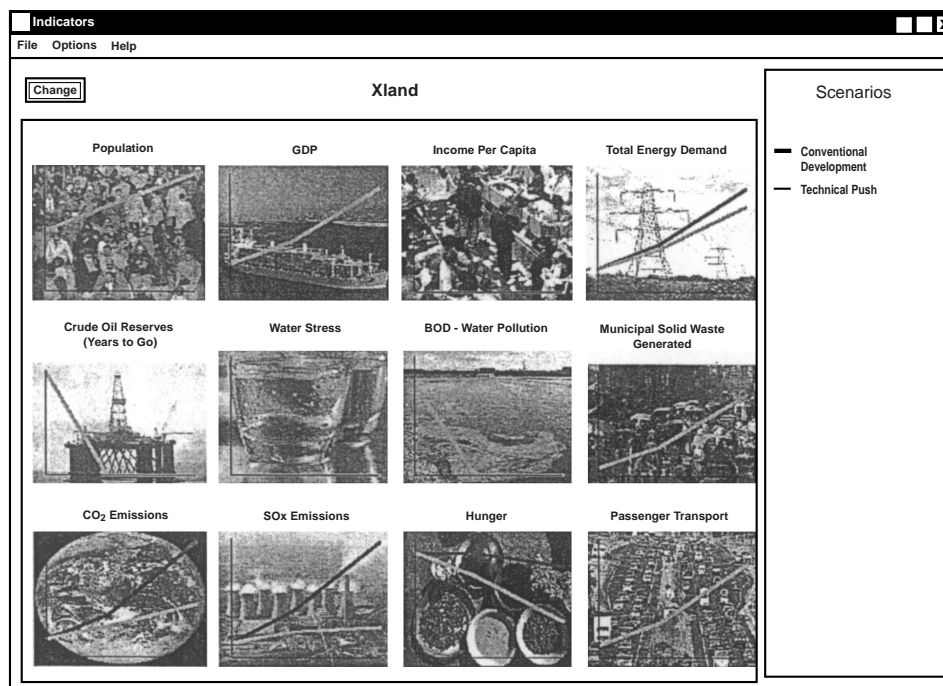 Indicators
File Options Help
Change
Xland
Scenarios
Conventional
Development
Technical Push
Population
GDP
Income Per Capita
Total Energy Demand
Crude Oil Reserves
(Years to Go)
Water Stress
BOD - Water Pollution
Municipal Solid Waste
Generated
CO₂ Emissions
SOx Emissions
Hunger
Passenger Transport